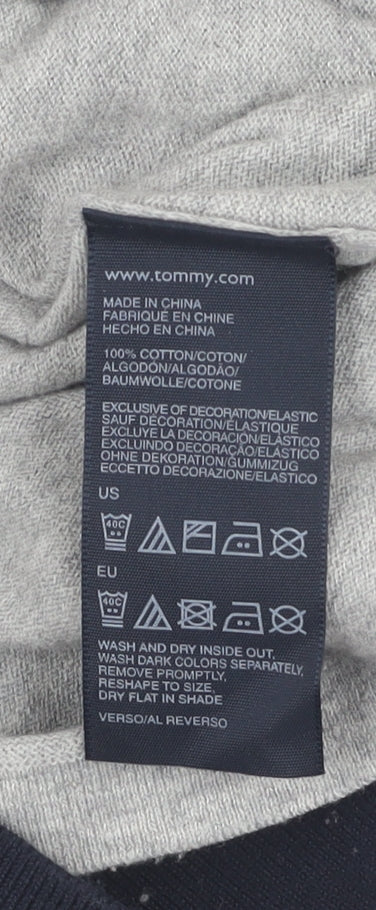 www.tommy.com
MADE IN CHINA
FABRIQUÉ EN CHINE
HECHO EN CHINA
100% COTTON/COTON/
ALGODÓN/ALGODÃO/
BAUMWOLLE/COTONE
EXCLUSIVE OF DECORATION/ELASTIC
SAUF DÉCORATION/ÉLASTIQUE
EXCLUYE LA DECORACIÓN/ELÁSTICO
EXCLUINDO DECORAÇÃO/ELÁSTICO
OHNE DEKORATION/GUMMIZUG
ECCETTO DECORAZIONE/ELASTICO
US
40C
EU
40C
WASH AND DRY INSIDE OUT,
WASH DARK COLORS SEPARATELY,
REMOVE PROMPTLY,
RESHAPE TO SIZE,
DRY FLAT IN SHADE
VERSO/AL REVERSO